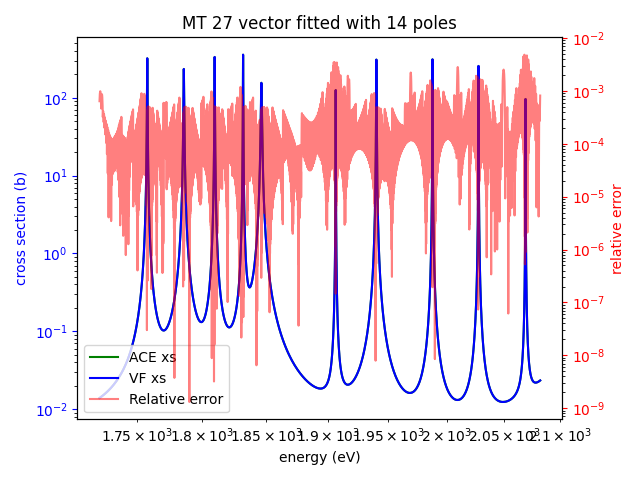 MT 27 vector fitted with 14 poles
cross section (b)
10²
10¹
10⁰
10⁻¹
10⁻²
10⁻²
10⁻³
10⁻⁴
10⁻⁵
10⁻⁶
10⁻⁷
10⁻⁸
10⁻⁹
relative error
ACE xs
VF xs
Relative error
1.75 × 10³ 1.8 × 10³ 1.85 × 10³ 1.9 × 10³ 1.95 × 10³ 2 × 10³ 2.05 × 10³ 2.1 × 10³
energy (eV)